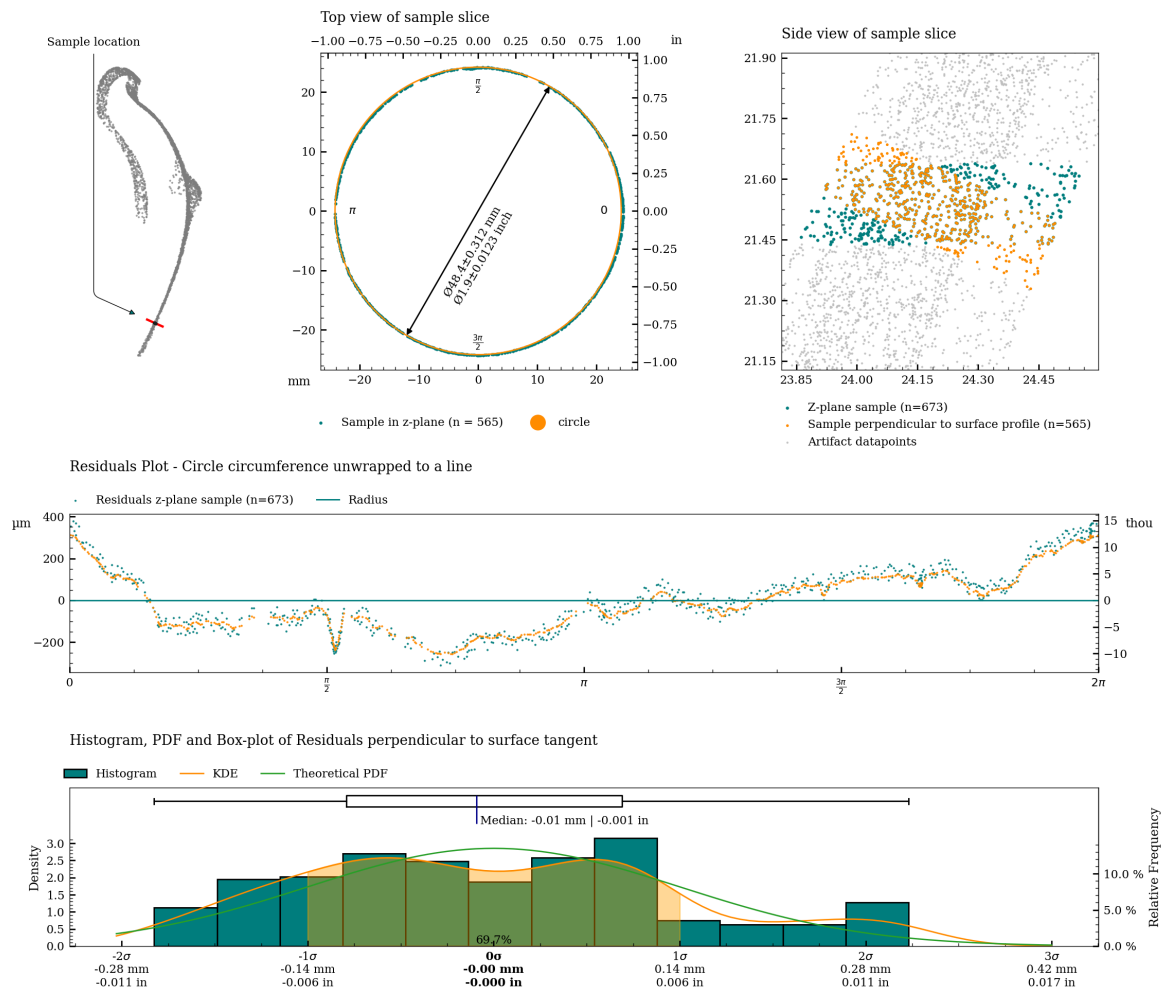 Sample location
Top view of sample slice
−1.00 −0.75 −0.50 −0.25 0.00 0.25 0.50 0.75 1.00 in
20
10
0
−10
−20
1.00
0.75
0.50
0.25
0.00
−0.25
−0.50
−0.75
−1.00
π/2
π
0
3π/2
Ø48.4±0.312 mm
Ø1.9±0.0123 inch
mm −20 −10 0 10 20
Sample in z-plane (n = 565) circle
Side view of sample slice
21.90
21.75
21.60
21.45
21.30
21.15
23.85 24.00 24.15 24.30 24.45
Z-plane sample (n=673)
Sample perpendicular to surface profile (n=565)
Artifact datapoints
Residuals Plot - Circle circumference unwrapped to a line
Residuals z-plane sample (n=673) Radius
µm
400
200
0
−200
15 thou
10
5
0
−5
−10
0 π/2 π 3π/2 2π
Histogram, PDF and Box-plot of Residuals perpendicular to surface tangent
Histogram KDE Theoretical PDF
Median: -0.01 mm | -0.001 in
Density
3.0
2.5
2.0
1.5
1.0
0.5
0.0
Relative Frequency
10.0 %
5.0 %
0.0 %
69.7%
-2σ -1σ 0σ 1σ 2σ 3σ
-0.28 mm -0.14 mm -0.00 mm 0.14 mm 0.28 mm 0.42 mm
-0.011 in -0.006 in -0.000 in 0.006 in 0.011 in 0.017 in